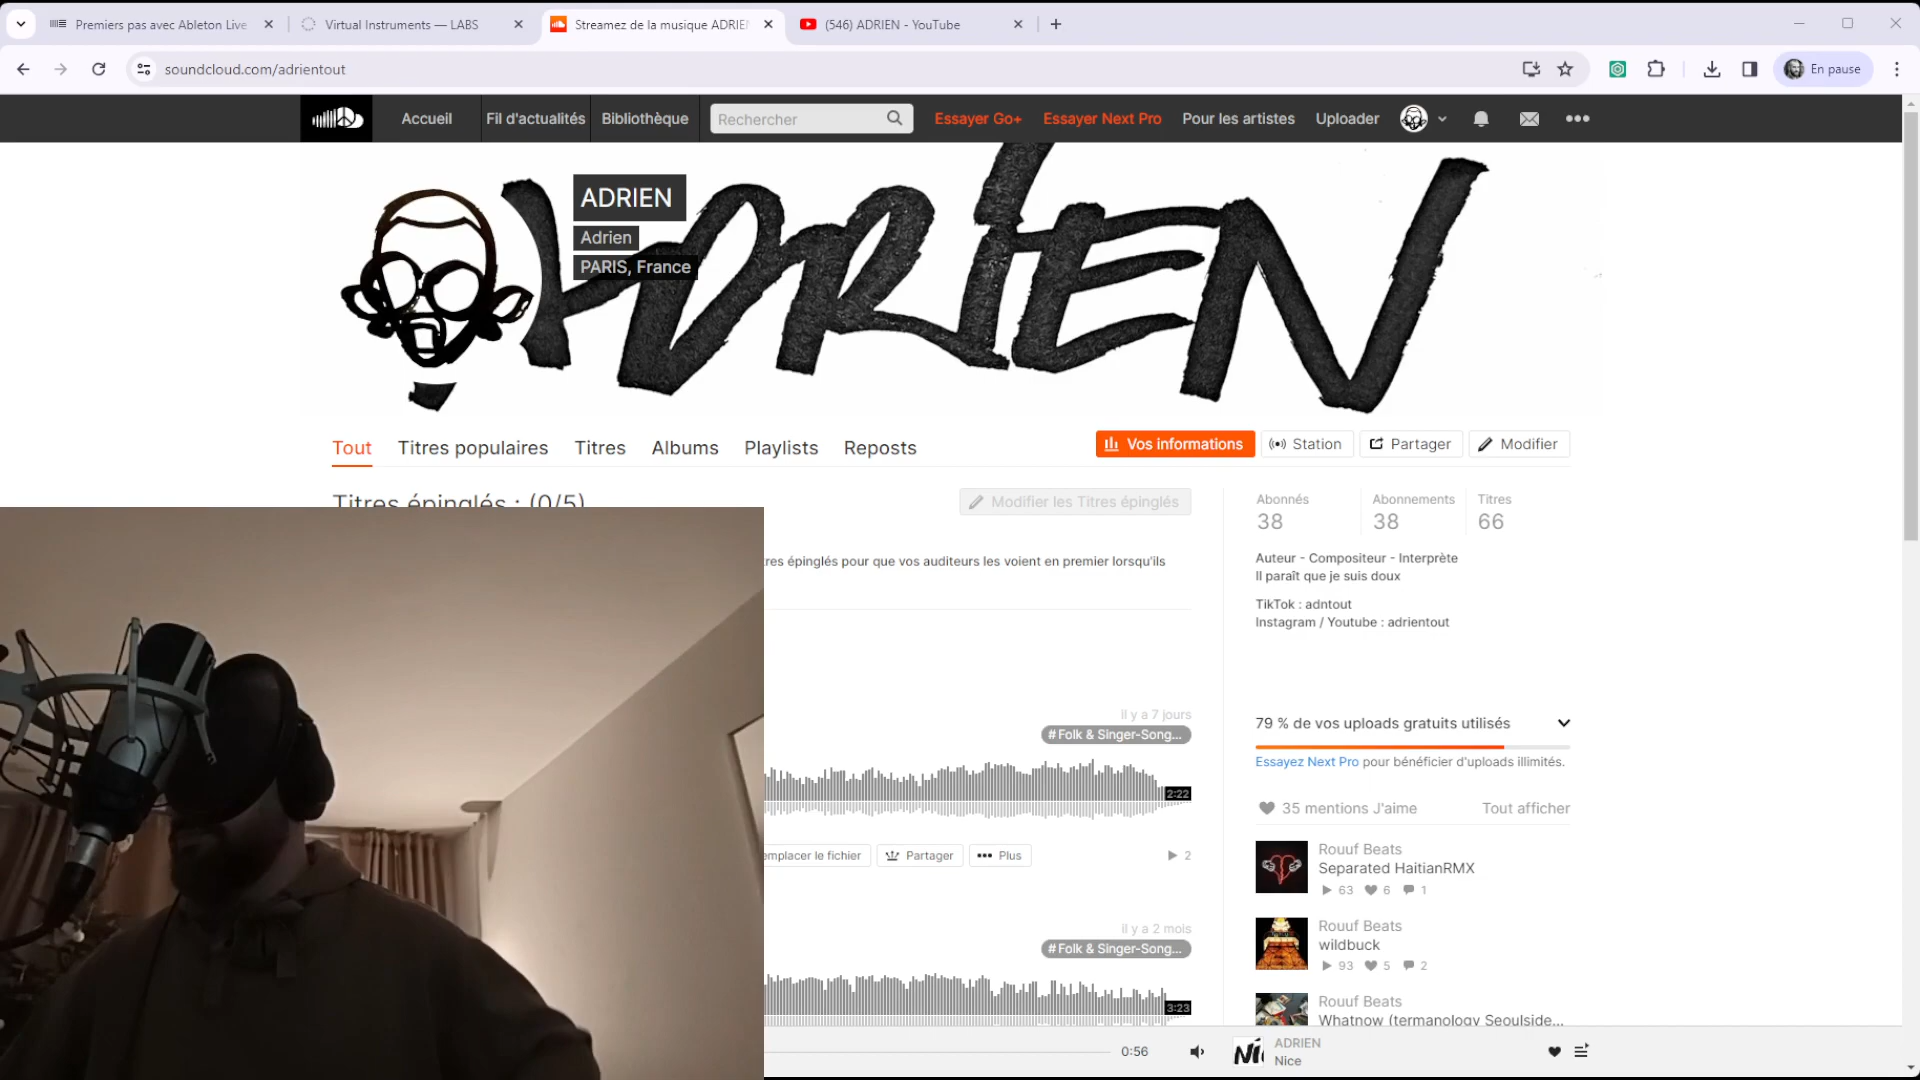 Premiers pas avec Ableton Live
Virtual Instruments — LABS
Streamez de la musique ADRIEN
(546) ADRIEN - YouTube
soundcloud.com/adrientout
En pause
Accueil
Fil d'actualités
Bibliothèque
Rechercher
Essayer Go+
Essayer Next Pro
Pour les artistes
Uploader
ADRIEN
ADRIEN
Adrien
PARIS, France
Tout
Titres populaires
Titres
Albums
Playlists
Reposts
Vos informations
Station
Partager
Modifier
Titres épinglés : (0/5)
Modifier les Titres épinglés
res épinglés pour que vos auditeurs les voient en premier lorsqu'ils
il y a 7 jours
# Folk & Singer-Song...
2:22
emplacer le fichier
Partager
Plus
2
il y a 2 mois
# Folk & Singer-Song...
3:23
Abonnés
38
Abonnements
38
Titres
66
Auteur - Compositeur - Interprète
Il paraît que je suis doux
TikTok : adntout
Instagram / Youtube : adrientout
79 % de vos uploads gratuits utilisés
Essayez Next Pro pour bénéficier d'uploads illimités.
35 mentions J'aime
Tout afficher
Rouuf Beats
Separated HaitianRMX
63 6 1
Rouuf Beats
wildbuck
93 5 2
Rouuf Beats
Whatnow (termanology Seoulside...
0:56
Ni
ADRIEN
Nice